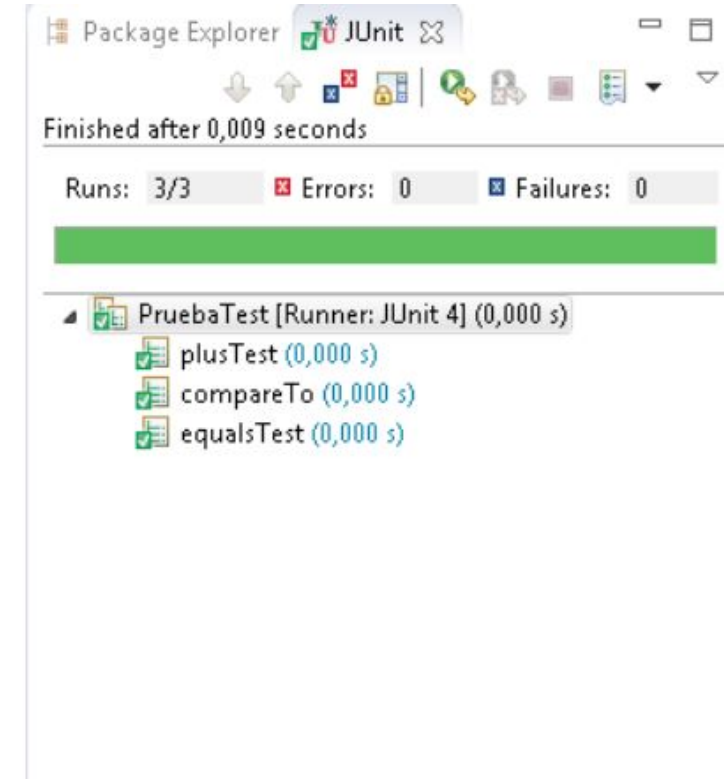 Package Explorer JUnit
Finished after 0,009 seconds
Runs: 3/3 Errors: 0 Failures: 0
PruebaTest [Runner: JUnit 4] (0,000 s)
plusTest (0,000 s)
compareTo (0,000 s)
equalsTest (0,000 s)